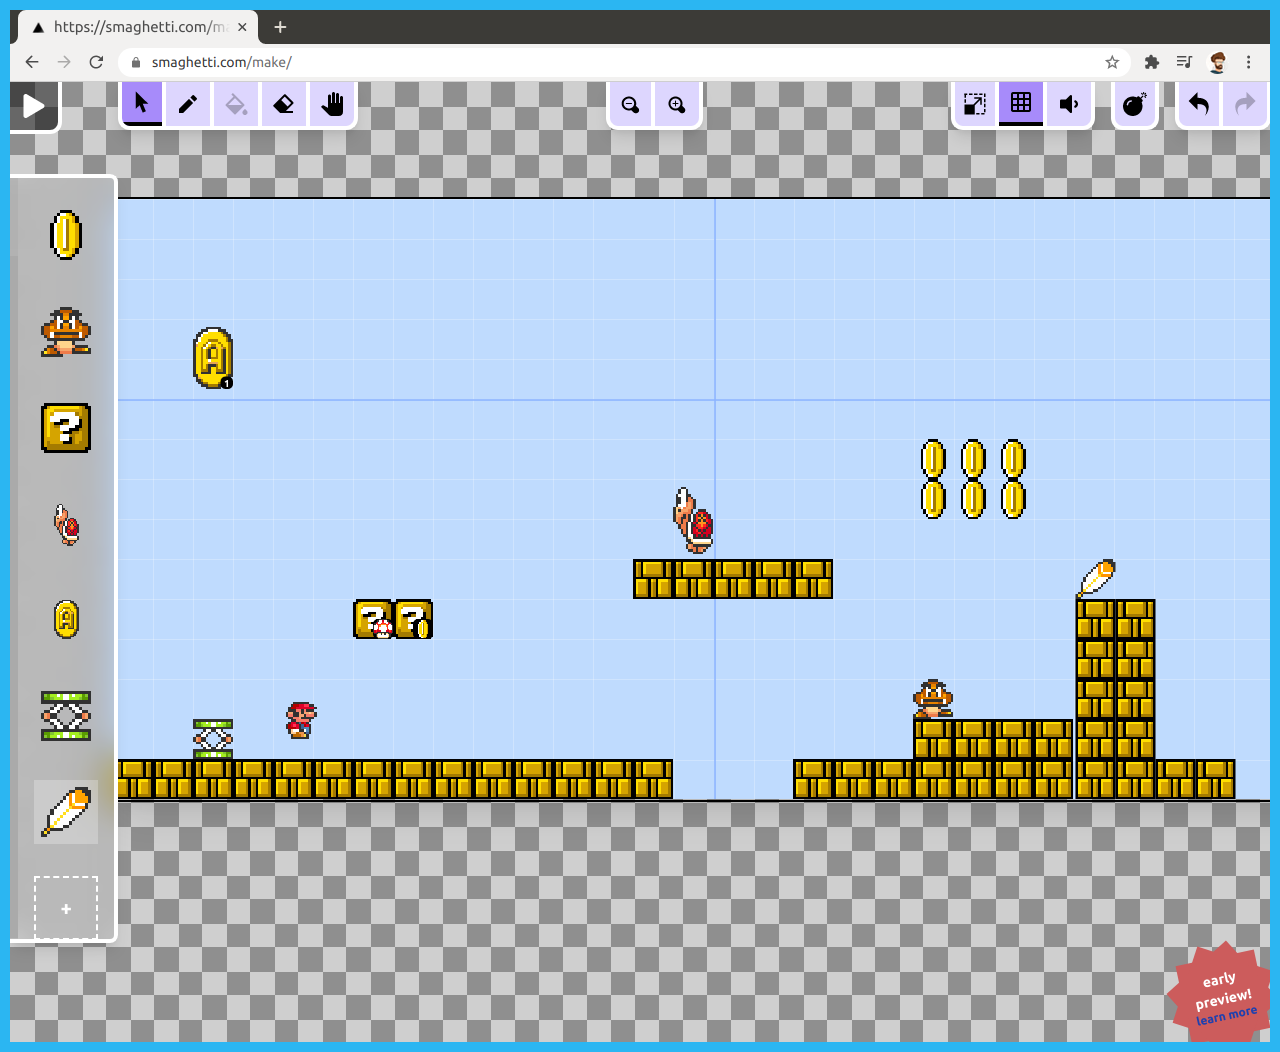 https://smaghetti.com/m
smaghetti.com/make/
A
1
?
A
? ?
+
early
preview!
learn more